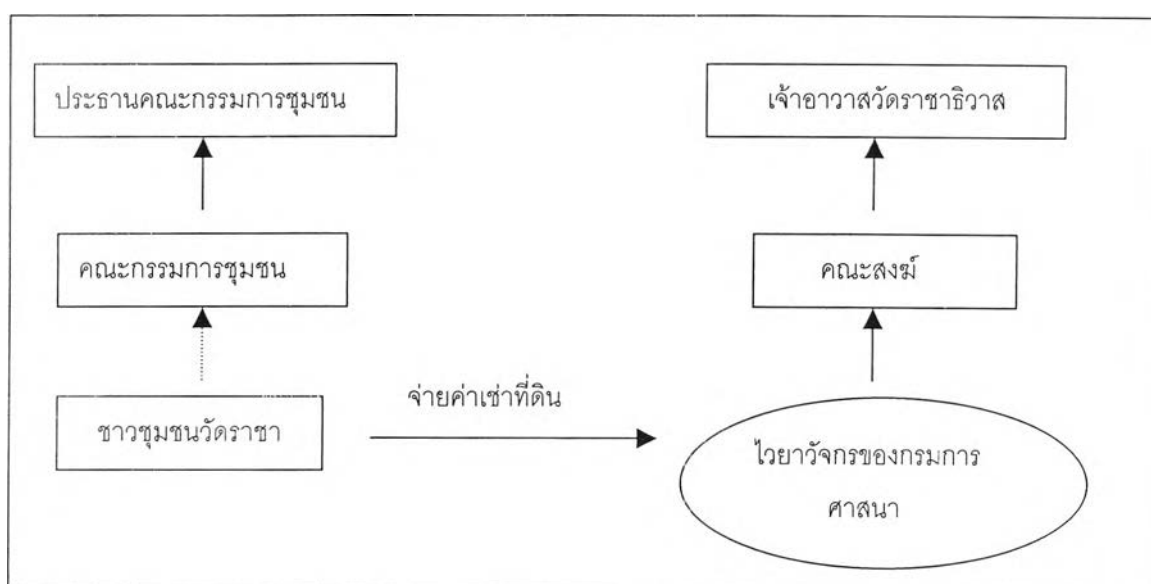 ประธานคณะกรรมการชุมชน
เจ้าอาวาสวัดราชาธิวาส
คณะกรรมการชุมชน
คณะสงฆ์
จ่ายค่าเช่าที่ดิน
ชาวชุมชนวัดราชา
ไวยาวัจกรของกรมการ
ศาสนา